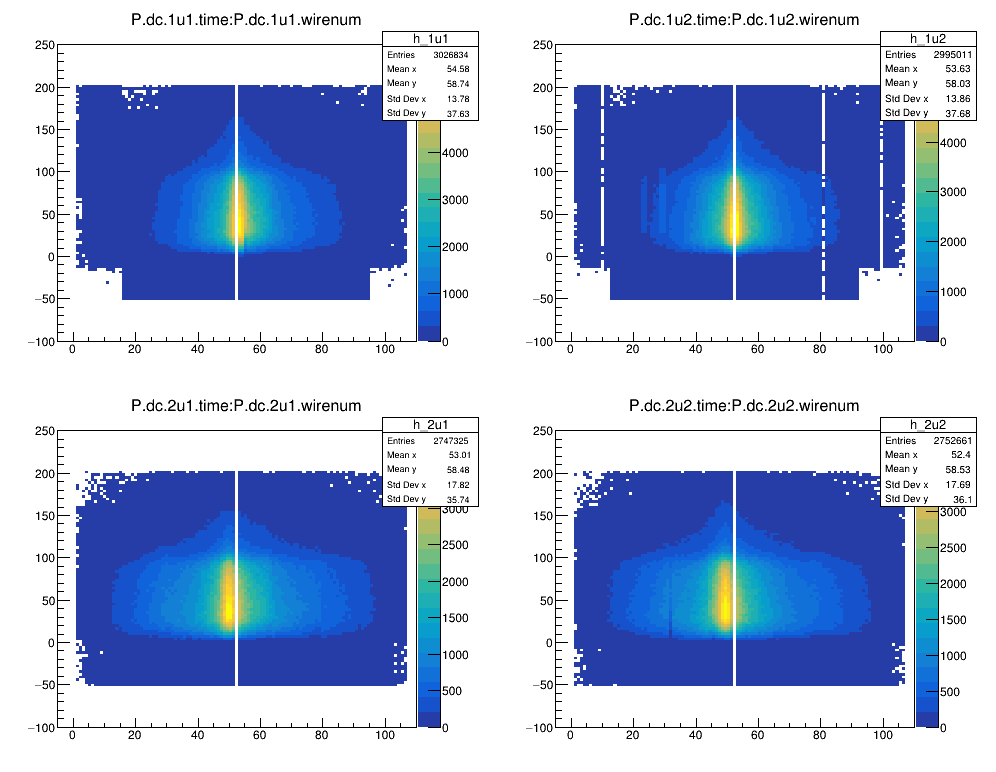 P.dc.1u1.time:P.dc.1u1.wirenum
h_1u1
Entries 3026834
Mean x 54.58
Mean y 58.74
Std Dev x 13.78
Std Dev y 37.63
250
200
150
100
50
0
−50
−100
0 20 40 60 80 100
4000
3000
2000
1000
0
P.dc.1u2.time:P.dc.1u2.wirenum
h_1u2
Entries 2995011
Mean x 53.63
Mean y 58.03
Std Dev x 13.86
Std Dev y 37.68
250
200
150
100
50
0
−50
−100
0 20 40 60 80 100
4000
3000
2000
1000
0
P.dc.2u1.time:P.dc.2u1.wirenum
h_2u1
Entries 2747325
Mean x 53.01
Mean y 58.48
Std Dev x 17.82
Std Dev y 35.74
250
200
150
100
50
0
−50
−100
0 20 40 60 80 100
3000
2500
2000
1500
1000
500
0
P.dc.2u2.time:P.dc.2u2.wirenum
h_2u2
Entries 2752661
Mean x 52.4
Mean y 58.53
Std Dev x 17.69
Std Dev y 36.1
250
200
150
100
50
0
−50
−100
0 20 40 60 80 100
3000
2500
2000
1500
1000
500
0